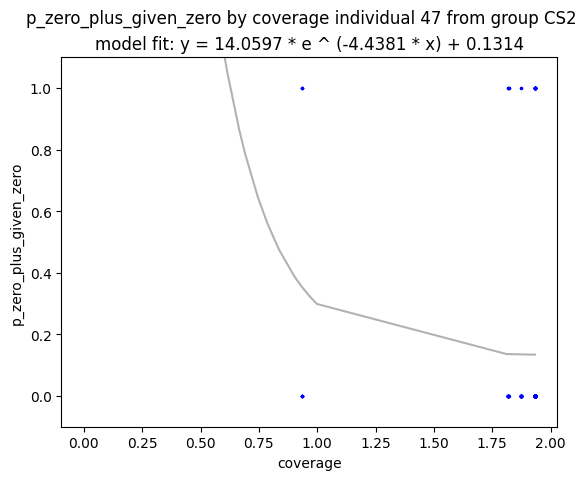 p_zero_plus_given_zero by coverage individual 47 from group CS2
model fit: y = 14.0597 * e ^ (-4.4381 * x) + 0.1314
1.0
0.8
0.6
0.4
0.2
0.0
p_zero_plus_given_zero
0.00 0.25 0.50 0.75 1.00 1.25 1.50 1.75 2.00
coverage